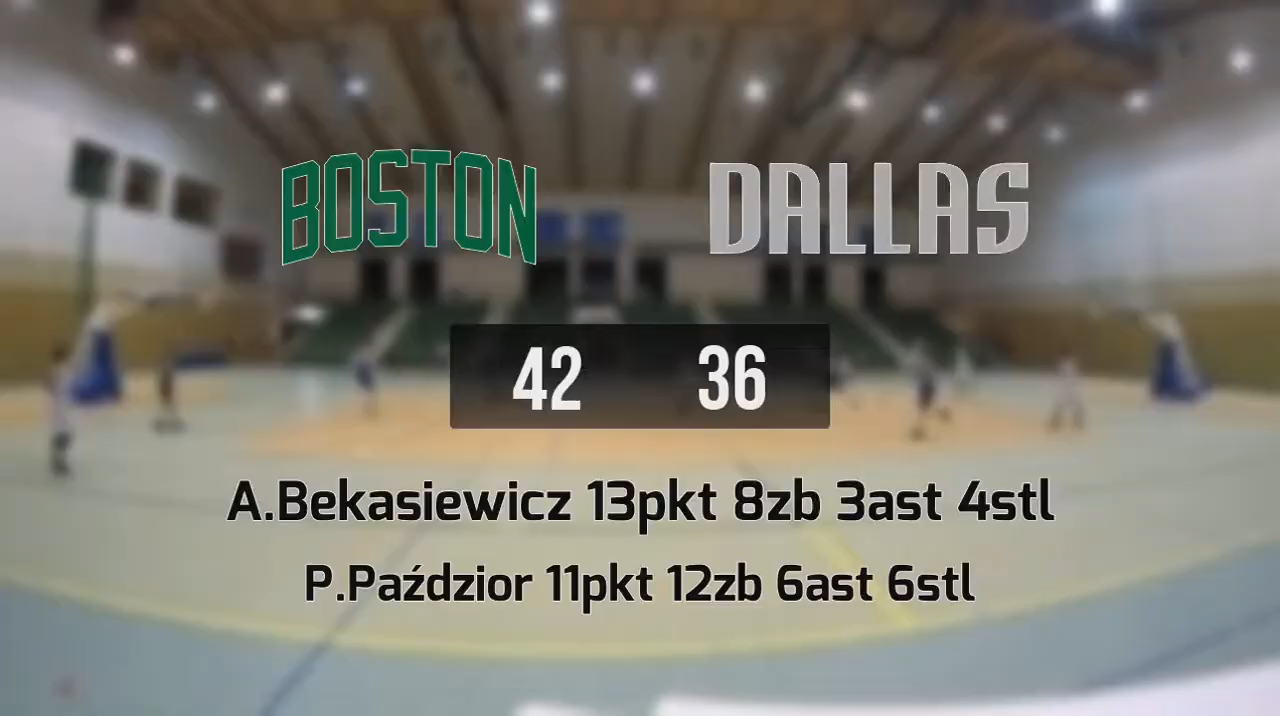 BOSTON DALLAS
42 36
A.Bekasiewicz 13pkt 8zb 3ast 4stl
P.Paździor 11pkt 12zb 6ast 6stl